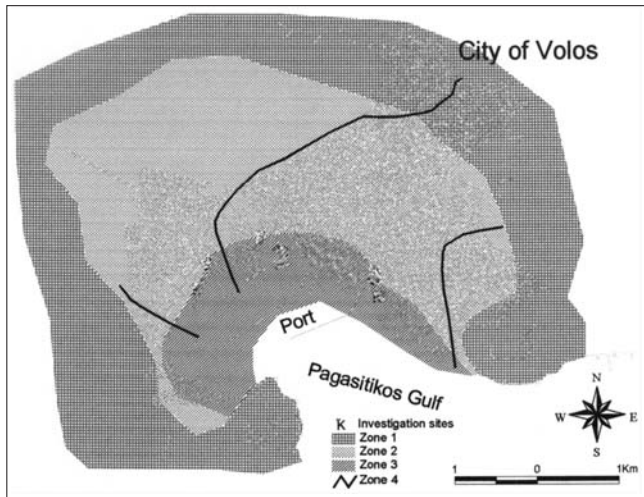 City of Volos
Port
Pagasitikos Gulf
N
W E
S
ĸ Investigation sites
Zone 1
Zone 2
Zone 3
Zone 4
1 0 1Km